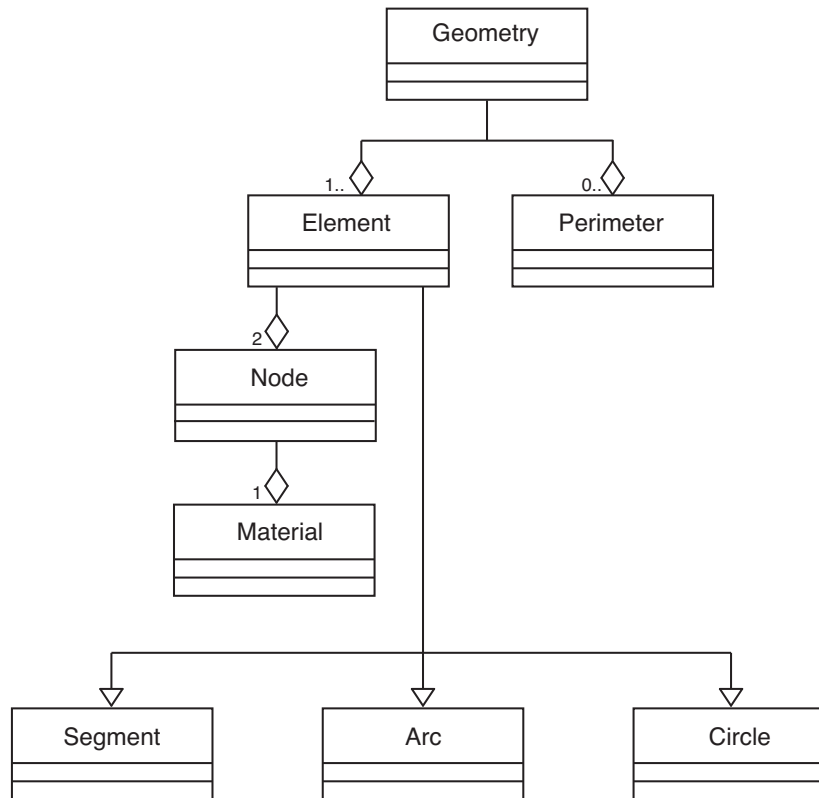 Geometry
1..
0..
Element
Perimeter
2
Node
1
Material
Segment
Arc
Circle